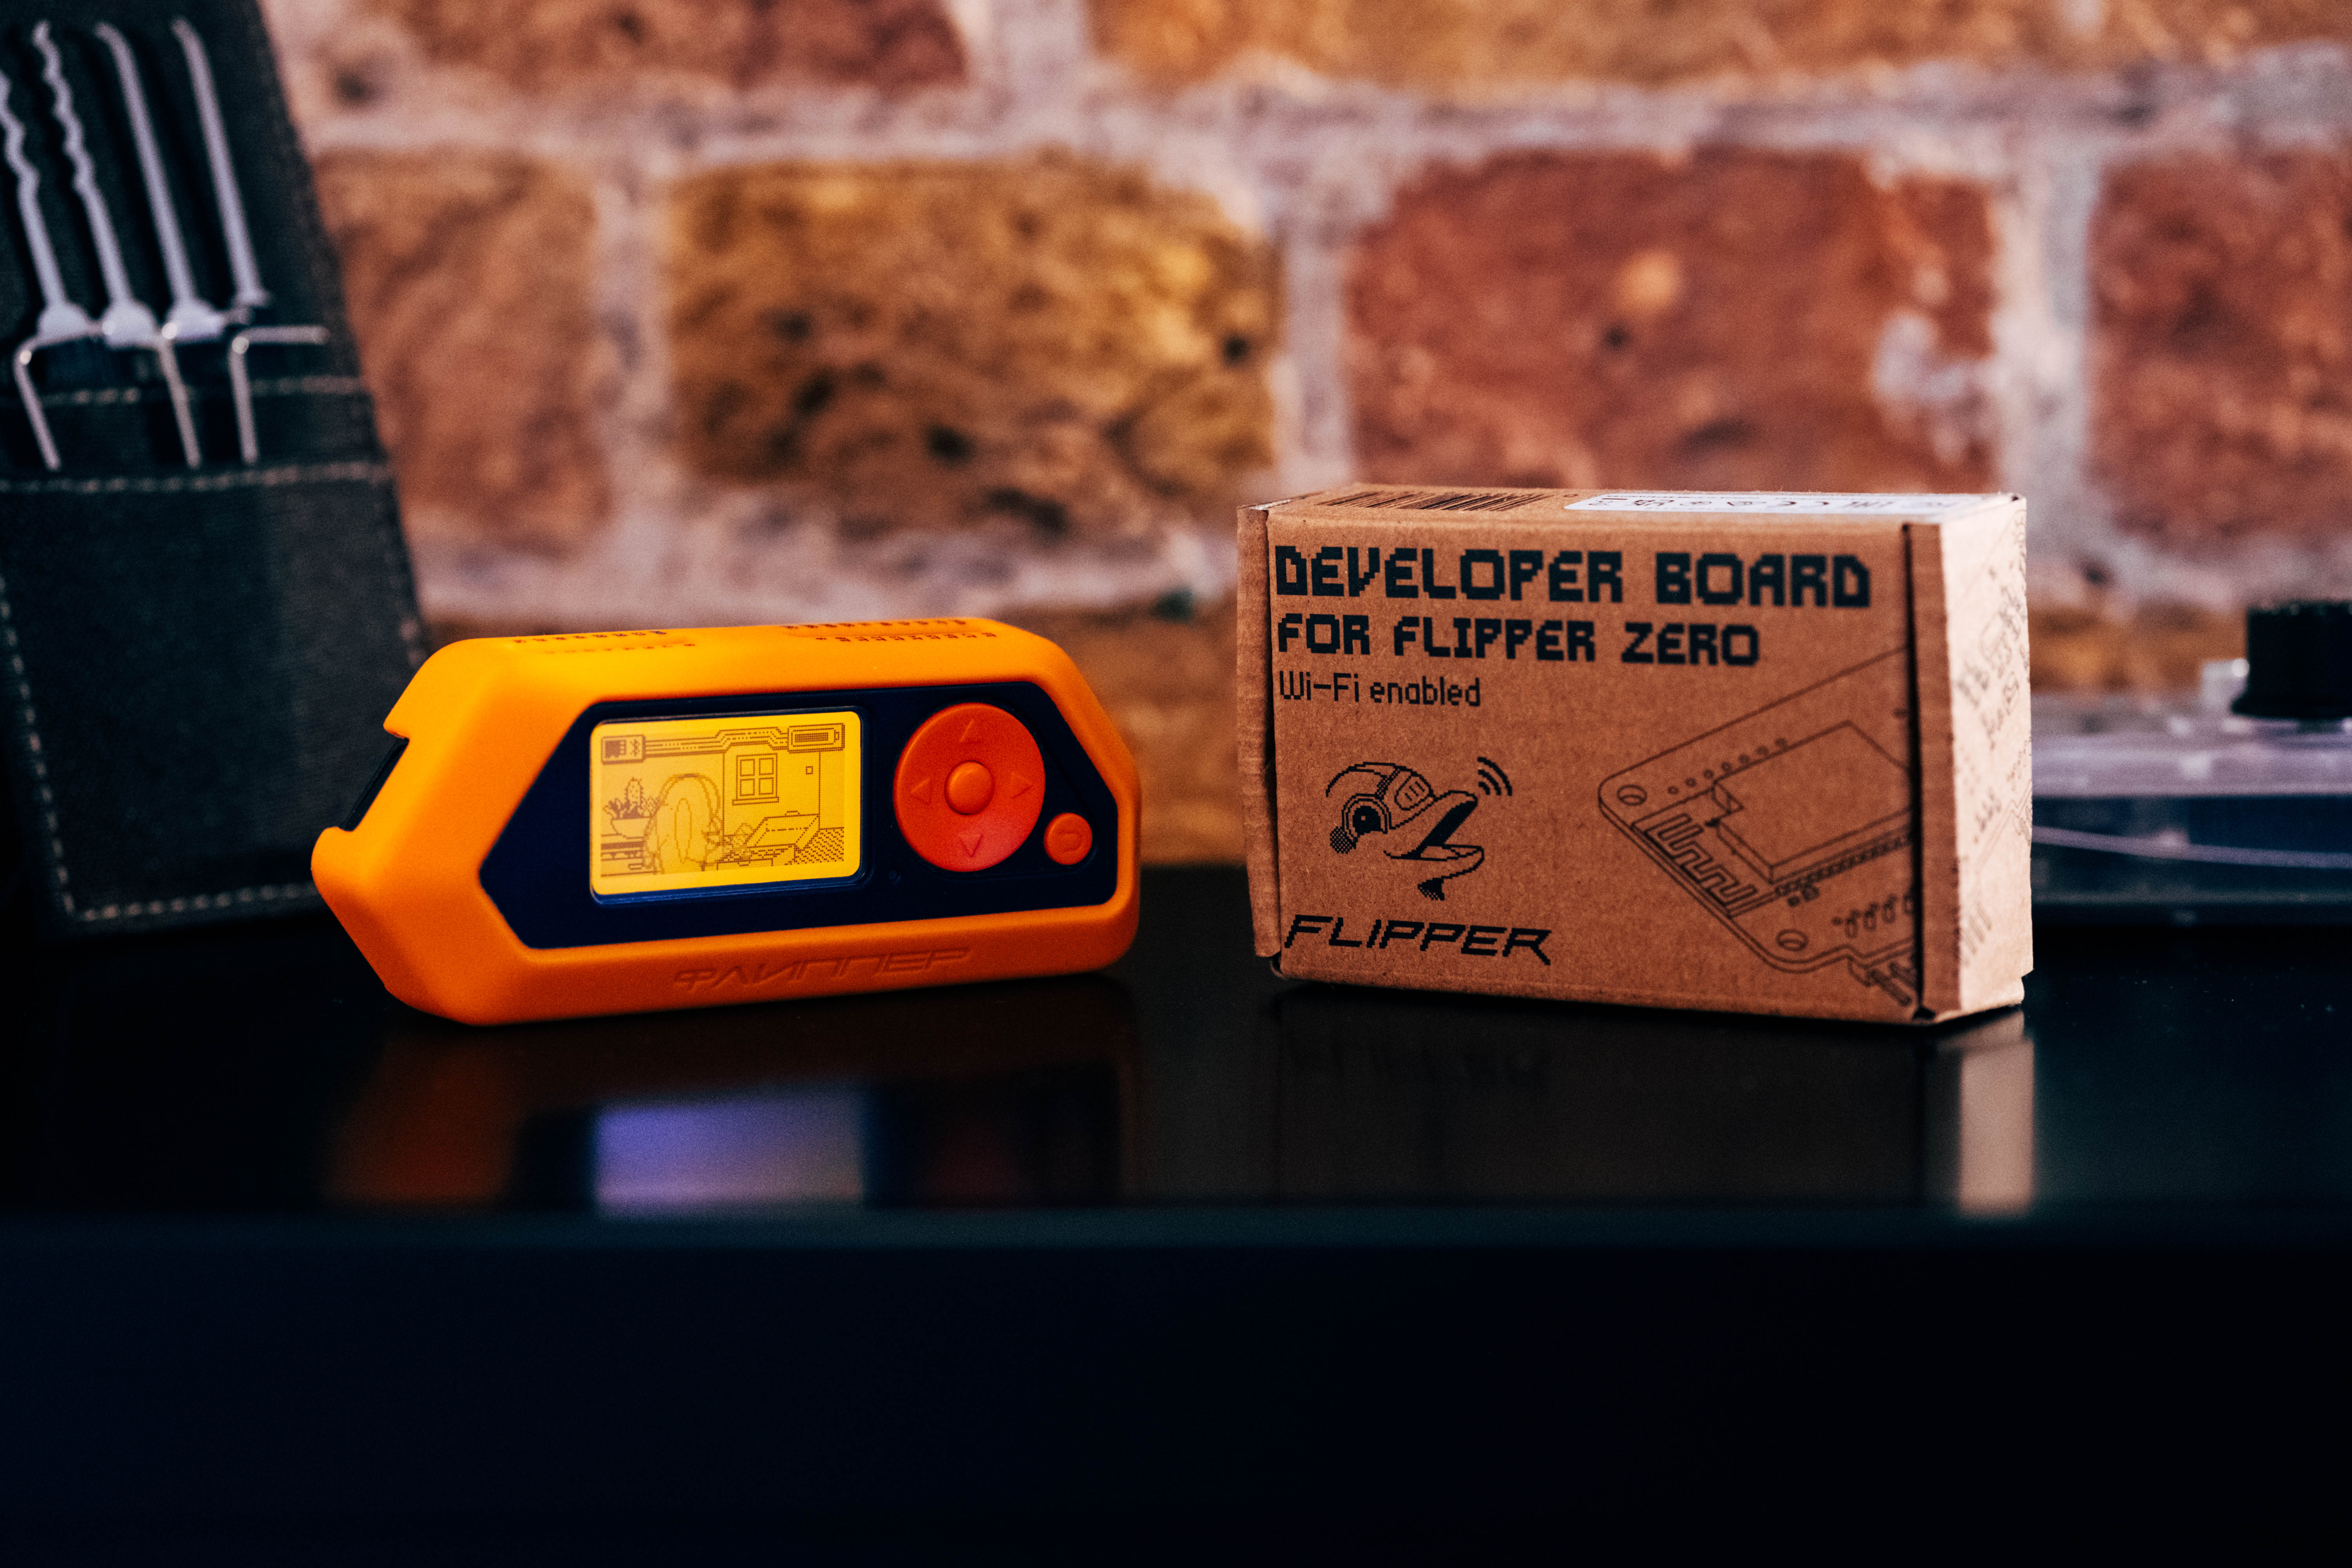 ФЛИППЕР
DEVELOPER BOARD
FOR FLIPPER ZERO
Wi-Fi enabled
FLIPPER